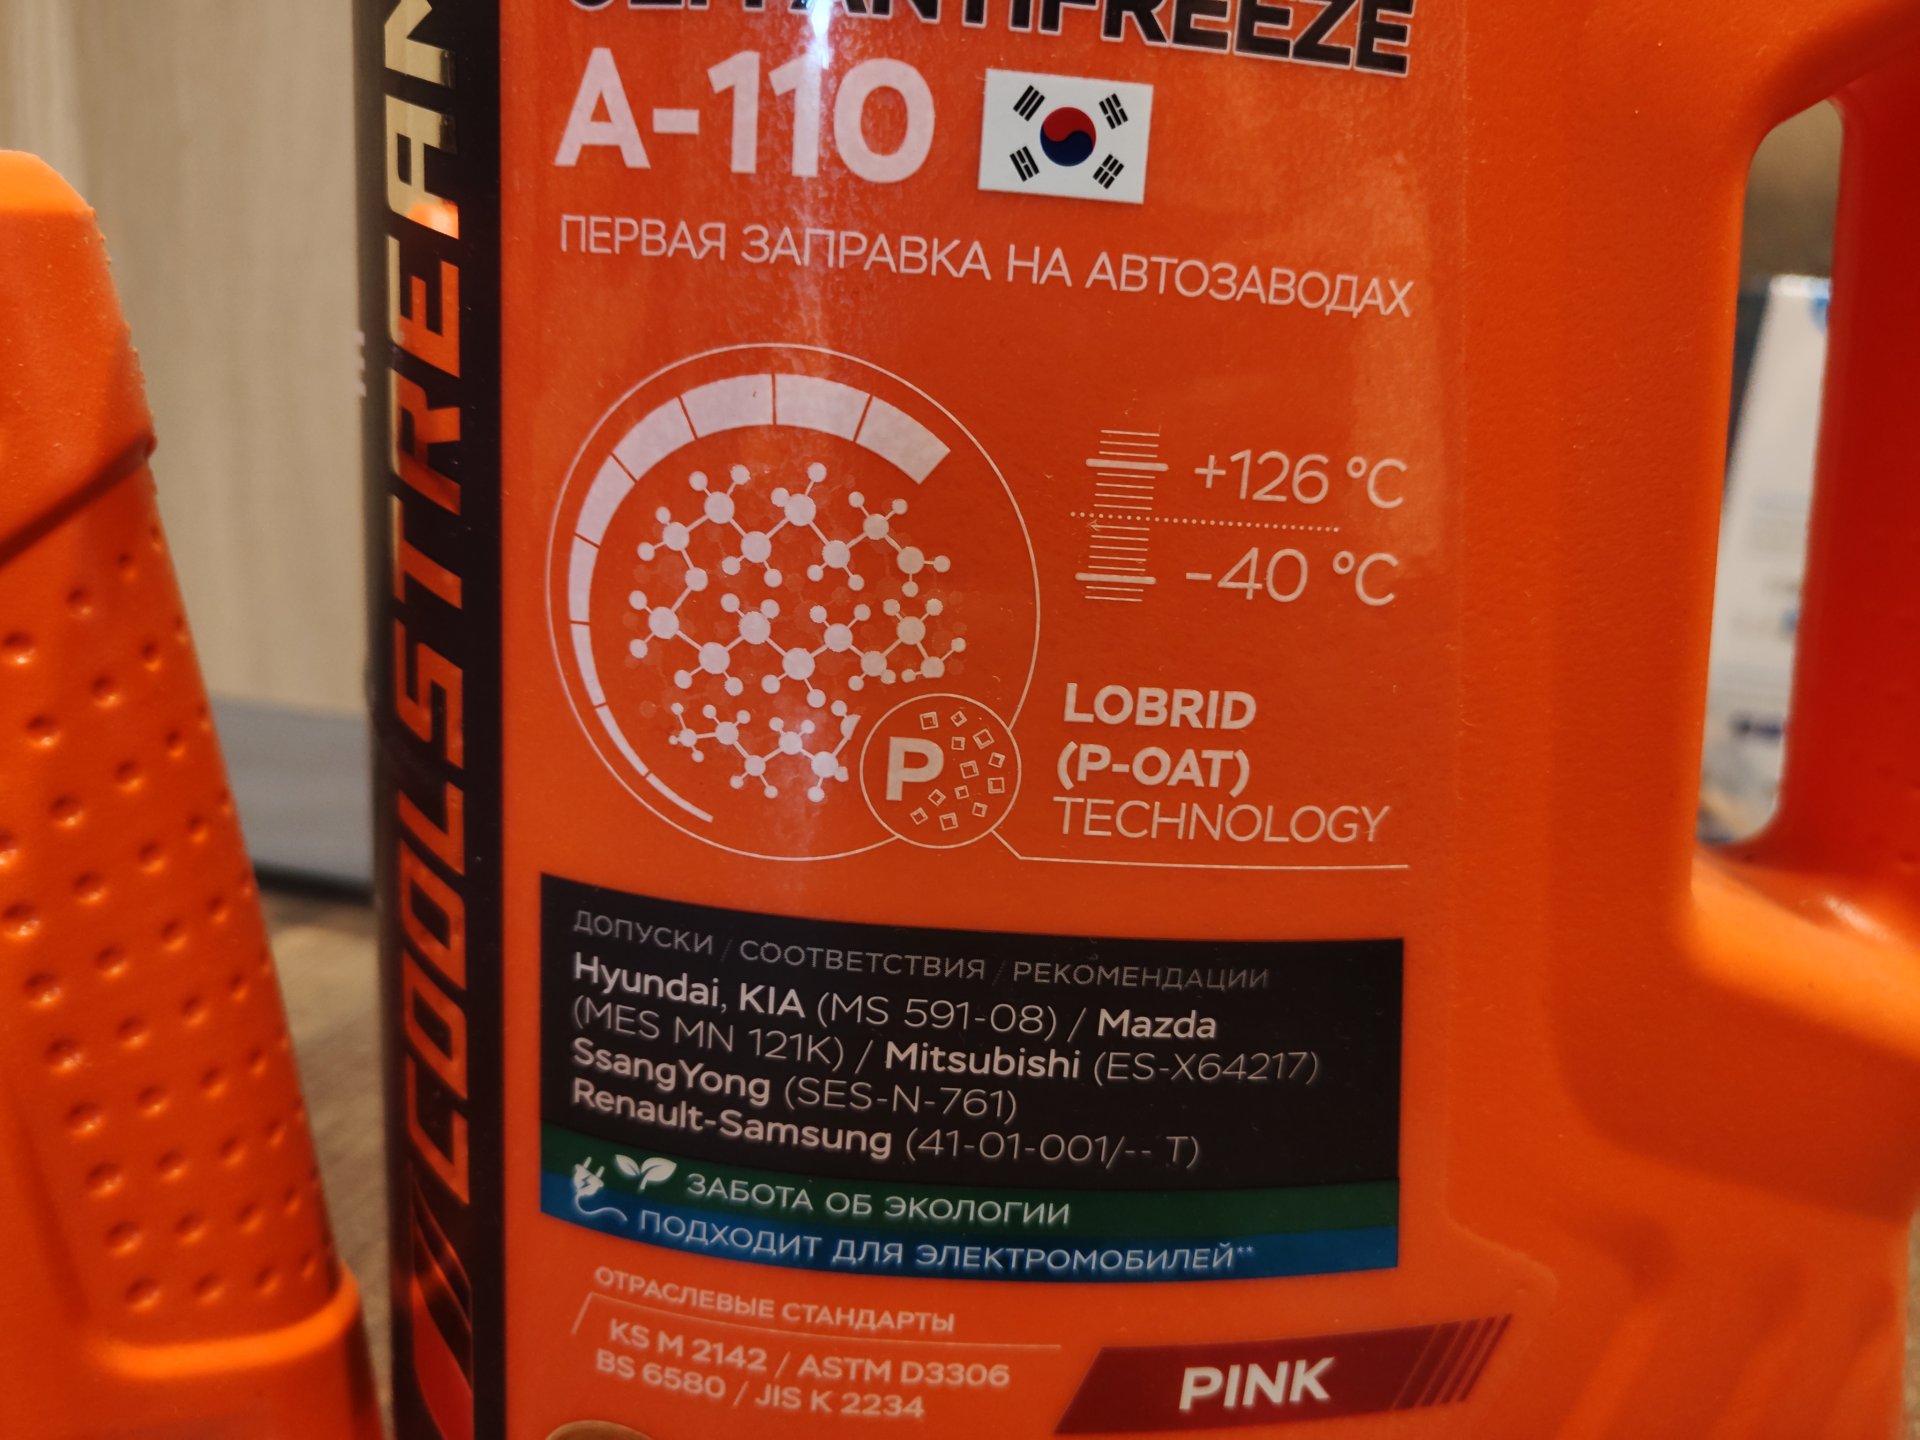 ANTIFREEZE
A-110
ПЕРВАЯ ЗАПРАВКА НА АВТОЗАВОДАХ
COOLSTREAM
+126 °C
-40 °C
P
LOBRID
(P-OAT)
TECHNOLOGY
ДОПУСКИ / СООТВЕТСТВИЯ / РЕКОМЕНДАЦИИ
Hyundai, KIA (MS 591-08) / Mazda
(MES MN 121K) / Mitsubishi (ES-X64217)
SsangYong (SES-N-761)
Renault-Samsung (41-01-001/-- T)
ЗАБОТА ОБ ЭКОЛОГИИ
ПОДХОДИТ ДЛЯ ЭЛЕКТРОМОБИЛЕЙ**
ОТРАСЛЕВЫЕ СТАНДАРТЫ
KS M 2142 / ASTM D3306
BS 6580 / JIS K 2234
PINK